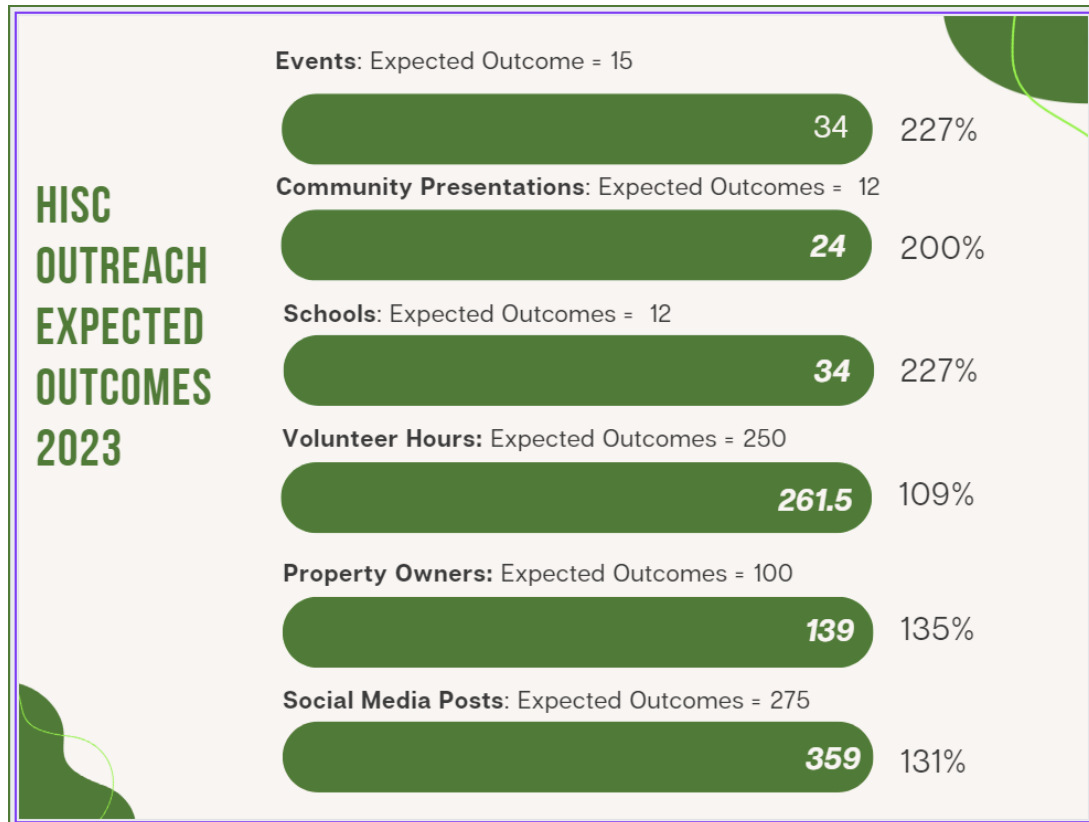 HISC
OUTREACH
EXPECTED
OUTCOMES
2023
Events: Expected Outcome = 15
34 227%
Community Presentations: Expected Outcomes = 12
24 200%
Schools: Expected Outcomes = 12
34 227%
Volunteer Hours: Expected Outcomes = 250
261.5 109%
Property Owners: Expected Outcomes = 100
139 135%
Social Media Posts: Expected Outcomes = 275
359 131%